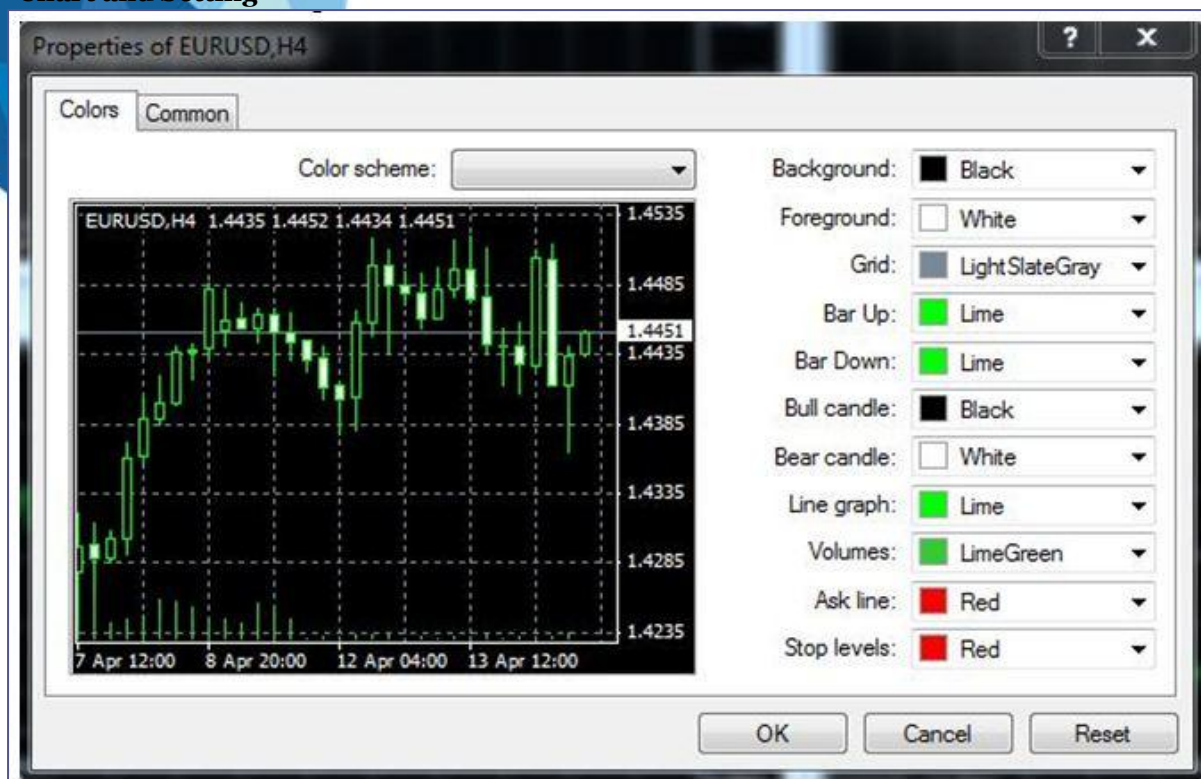 Chart and Setting
Properties of EURUSD,H4
? x
Colors Common
Color scheme:
EURUSD,H4 1.4435 1.4452 1.4434 1.4451
1.4535
1.4485
1.4451
1.4435
1.4385
1.4335
1.4285
1.4235
7 Apr 12:00 8 Apr 20:00 12 Apr 04:00 13 Apr 12:00
Background: Black
Foreground: White
Grid: LightSlateGray
Bar Up: Lime
Bar Down: Lime
Bull candle: Black
Bear candle: White
Line graph: Lime
Volumes: LimeGreen
Ask line: Red
Stop levels: Red
OK Cancel Reset